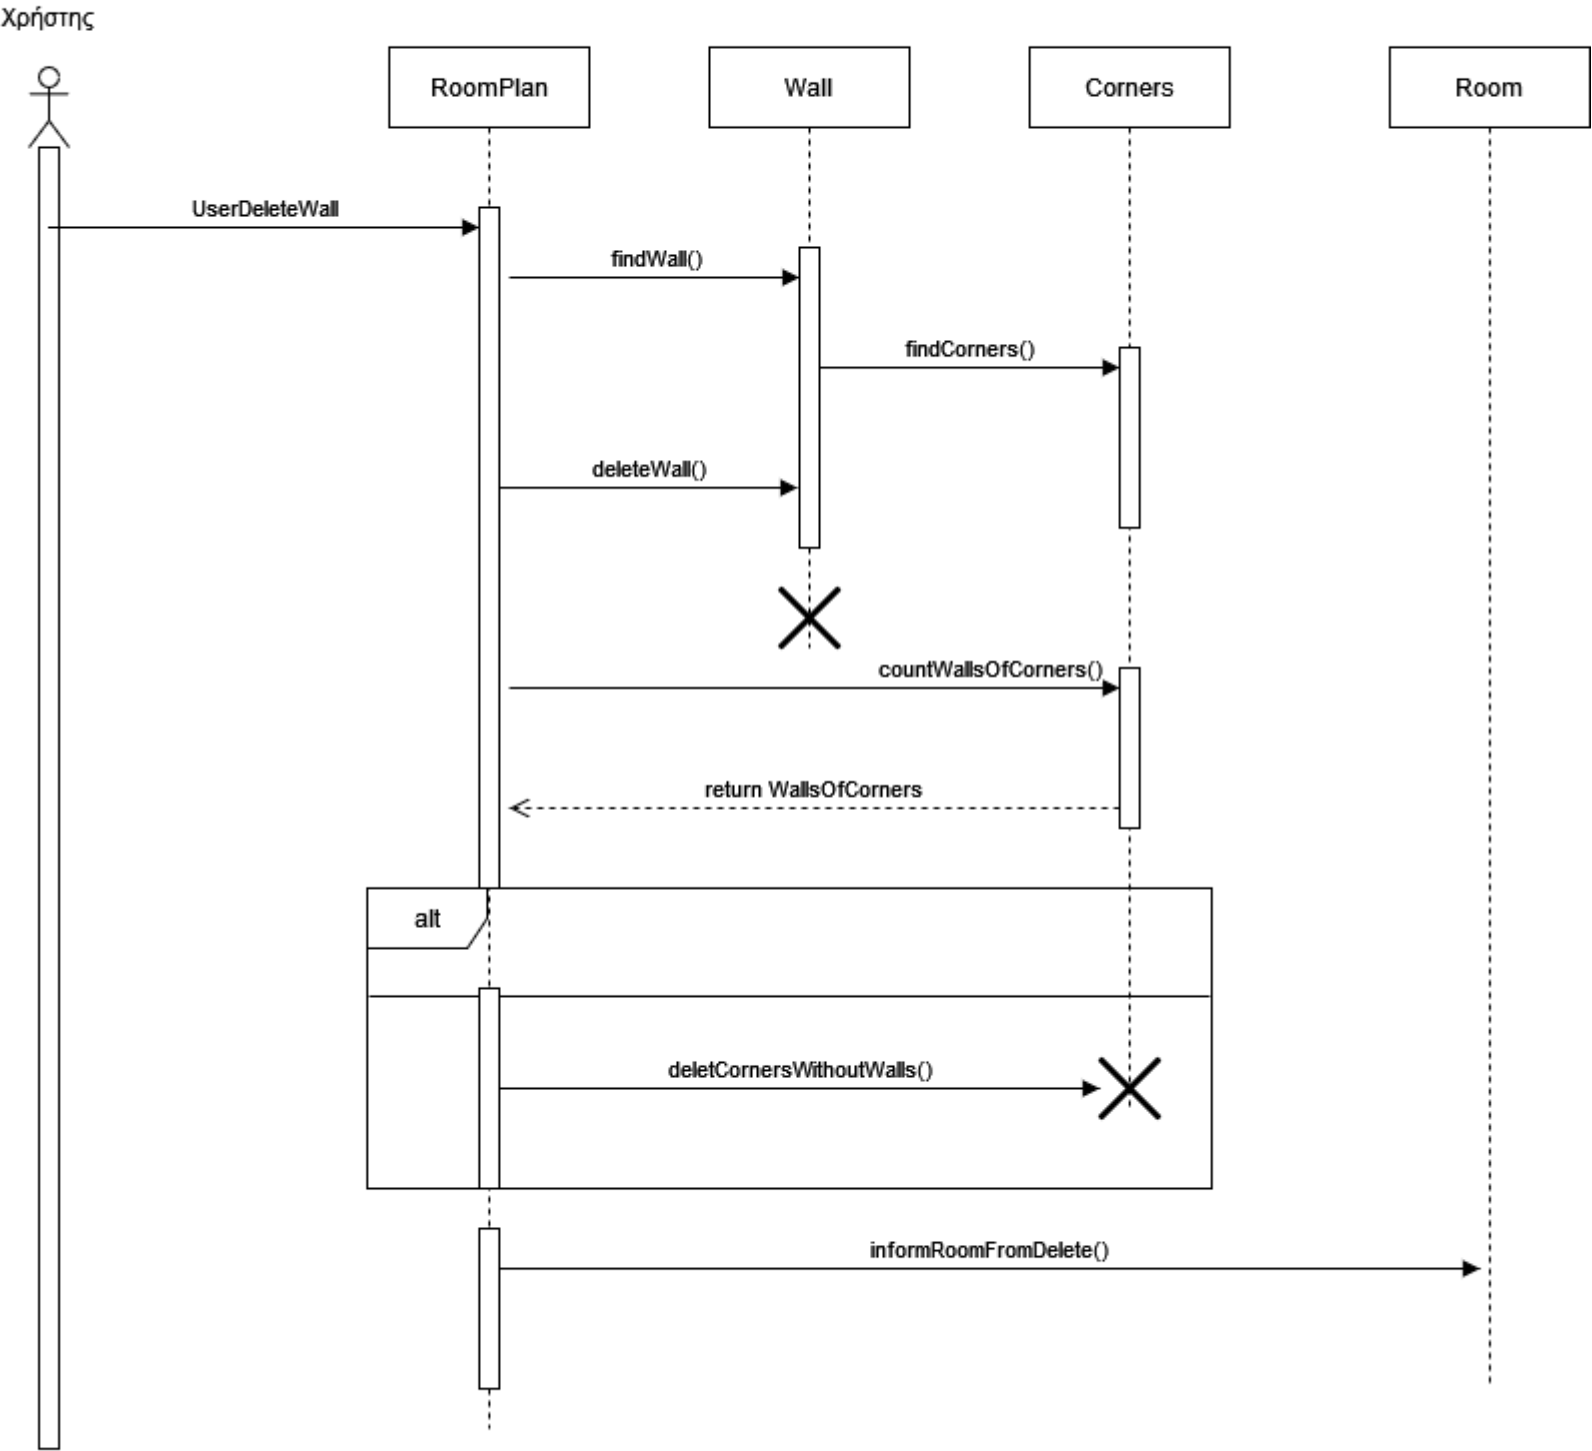 Χρήστης
RoomPlan
Wall
Corners
Room
UserDeleteWall
findWall()
findCorners()
deleteWall()
countWallsOfCorners()
return WallsOfCorners
alt
deletCornersWithoutWalls()
informRoomFromDelete()